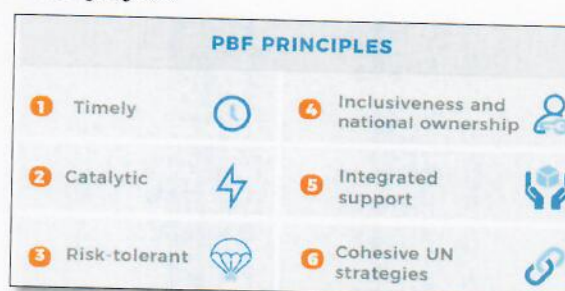 PBF PRINCIPLES
1 Timely
2 Catalytic
3 Risk-tolerant
4 Inclusiveness and
national ownership
5 Integrated
support
6 Cohesive UN
strategies